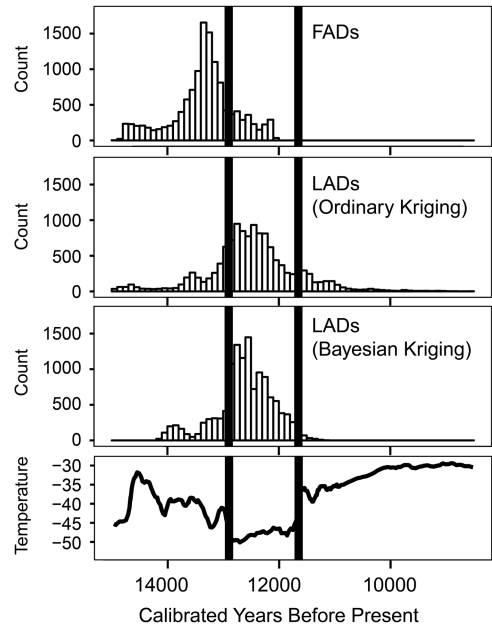 FADs
Count
1500
1000
500
0
LADs
(Ordinary Kriging)
Count
1500
1000
500
0
LADs
(Bayesian Kriging)
Count
1500
1000
500
0
Temperature
−30
−35
−40
−45
−50
14000 12000 10000
Calibrated Years Before Present